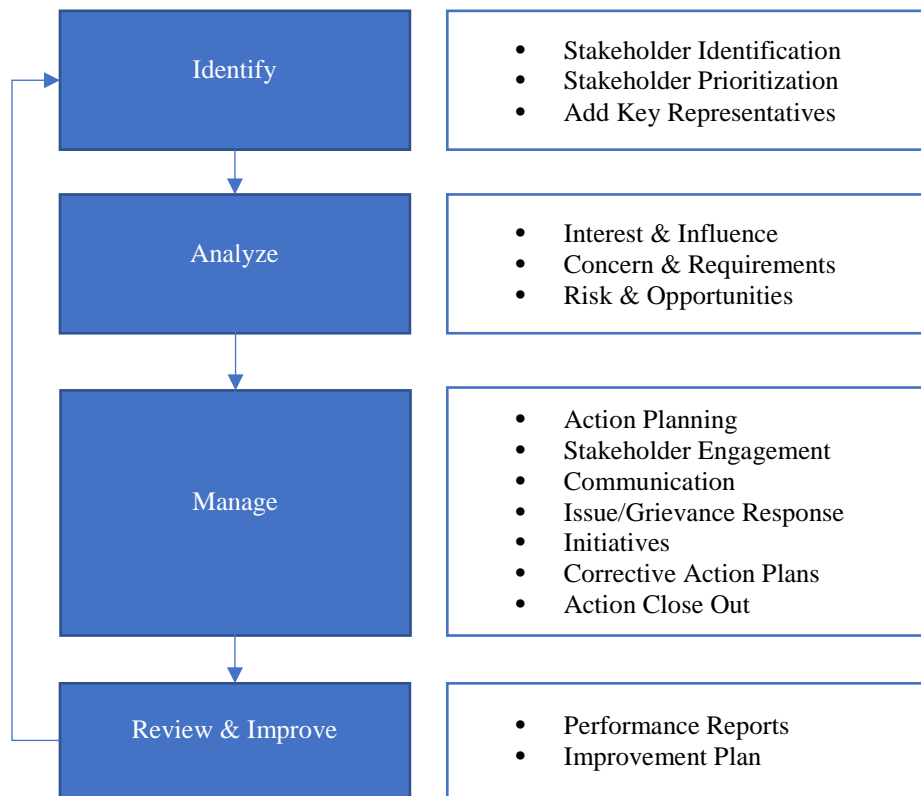 Identify
• Stakeholder Identification
• Stakeholder Prioritization
• Add Key Representatives
Analyze
• Interest & Influence
• Concern & Requirements
• Risk & Opportunities
Manage
• Action Planning
• Stakeholder Engagement
• Communication
• Issue/Grievance Response
• Initiatives
• Corrective Action Plans
• Action Close Out
Review & Improve
• Performance Reports
• Improvement Plan